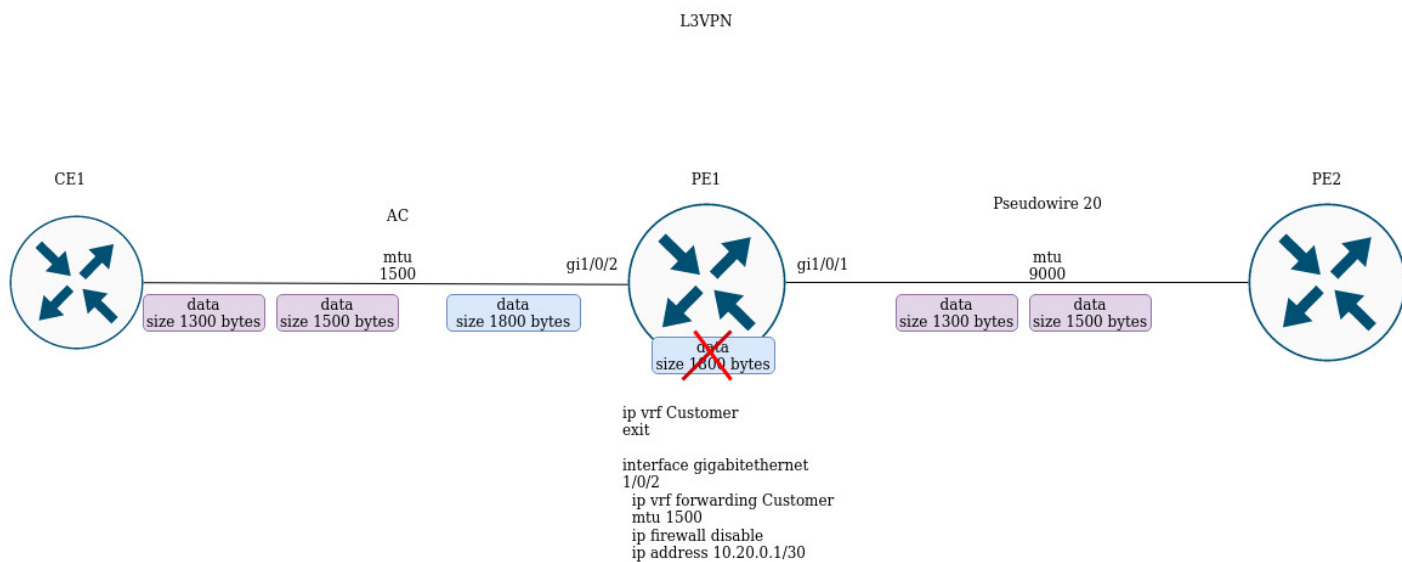 L3VPN
CE1
PE1
PE2
AC
Pseudowire 20
mtu
1500
gi1/0/2
gi1/0/1
mtu
9000
data
size 1300 bytes
data
size 1500 bytes
data
size 1800 bytes
data
size 1300 bytes
data
size 1500 bytes
data
size 1800 bytes
ip vrf Customer
exit
interface gigabitethernet
1/0/2
ip vrf forwarding Customer
mtu 1500
ip firewall disable
ip address 10.20.0.1/30